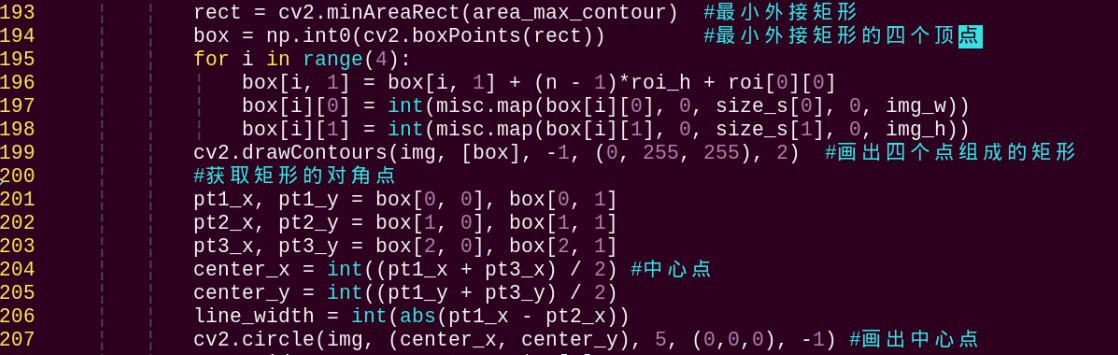 193 rect = cv2.minAreaRect(area_max_contour)  #最小外接矩形
194 box = np.int0(cv2.boxPoints(rect))        #最小外接矩形的四个顶点
195 for i in range(4):
196     box[i, 1] = box[i, 1] + (n - 1)*roi_h + roi[0][0]
197     box[i][0] = int(misc.map(box[i][0], 0, size_s[0], 0, img_w))
198     box[i][1] = int(misc.map(box[i][1], 0, size_s[1], 0, img_h))
199 cv2.drawContours(img, [box], -1, (0, 255, 255), 2)  #画出四个点组成的矩形
200 #获取矩形的对角点
201 pt1_x, pt1_y = box[0, 0], box[0, 1]
202 pt2_x, pt2_y = box[1, 0], box[1, 1]
203 pt3_x, pt3_y = box[2, 0], box[2, 1]
204 center_x = int((pt1_x + pt3_x) / 2) #中心点
205 center_y = int((pt1_y + pt3_y) / 2)
206 line_width = int(abs(pt1_x - pt2_x))
207 cv2.circle(img, (center_x, center_y), 5, (0,0,0), -1) #画出中心点